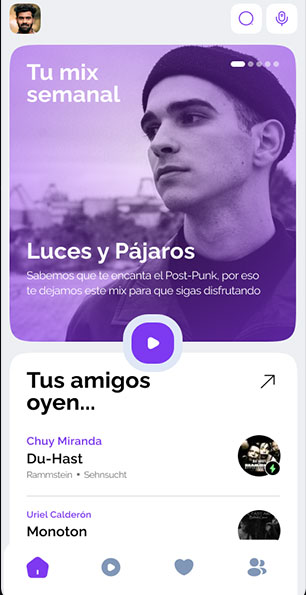 Tu mix
semanal
Luces y Pájaros
Sabemos que te encanta el Post-Punk, por eso
te dejamos este mix para que sigas disfrutando
Tus amigos
oyen...
Chuy Miranda
Du-Hast
Rammstein • Sehnsucht
Uriel Calderón
Monoton